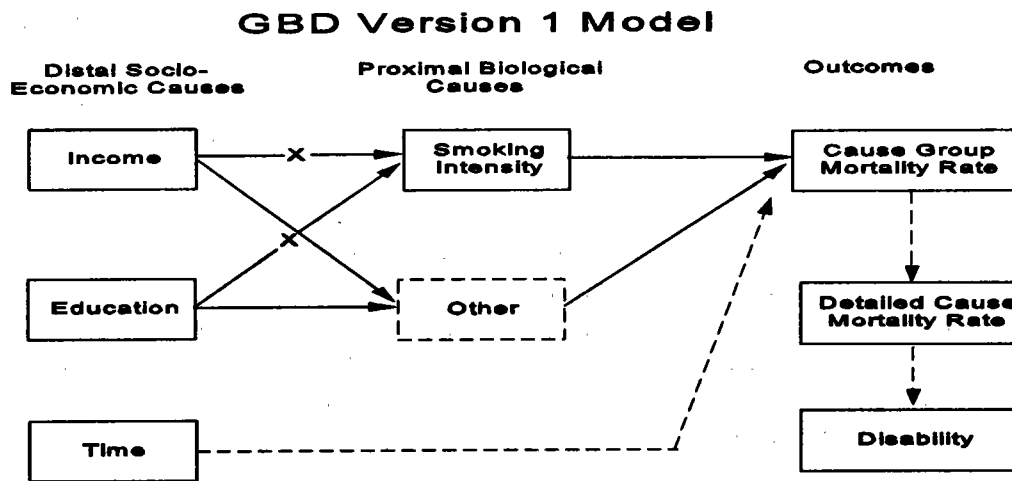 GBD Version 1 Model
Distal Socio-
Economic Causes
Proximal Biological
Causes
Outcomes
Income
x
Smoking
Intensity
Cause Group
Mortality Rate
x
Education
Other
Detailed Cause
Mortality Rate
Time
Disability